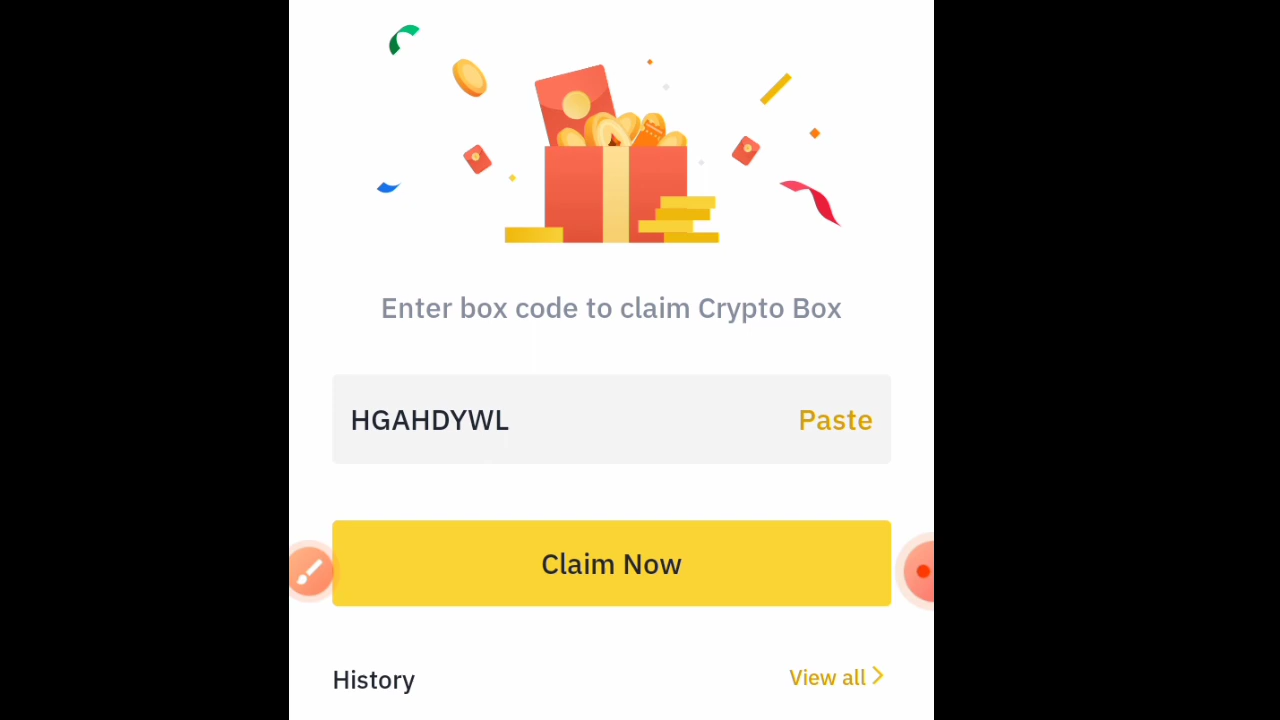 Enter box code to claim Crypto Box
HGAHDYWL Paste
Claim Now
History View all